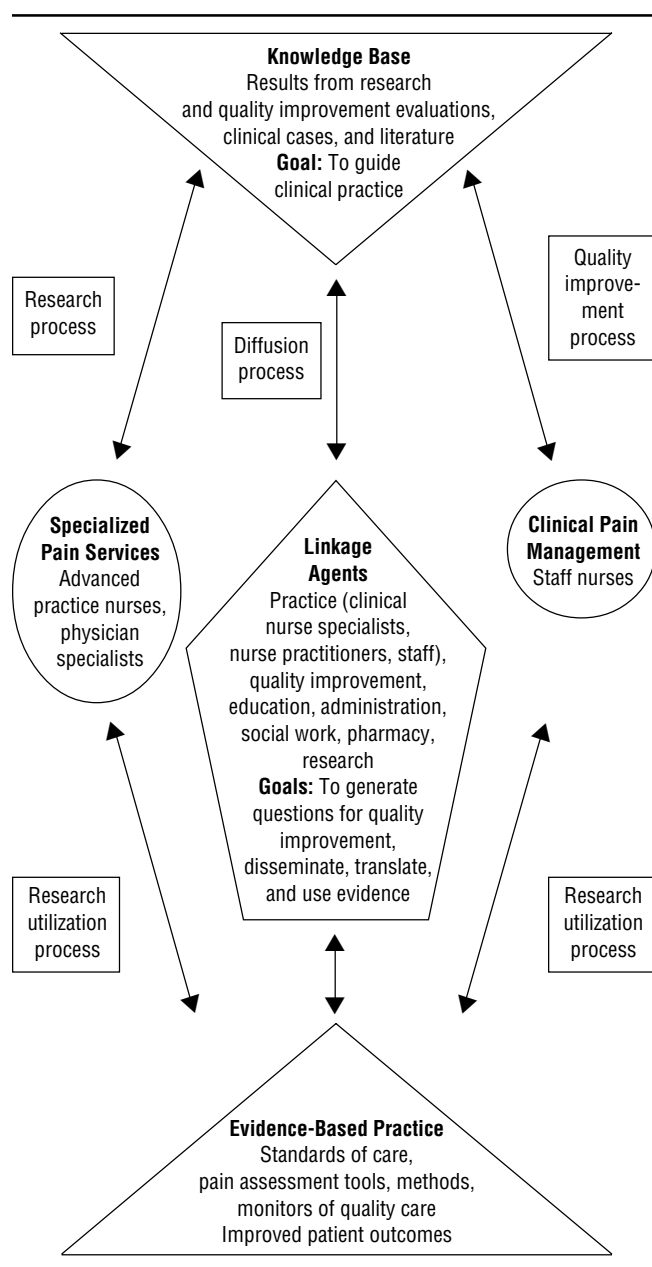 Knowledge Base
Results from research
and quality improvement evaluations,
clinical cases, and literature
Goal: To guide
clinical practice
Research
process
Diffusion
process
Quality
improve-
ment
process
Specialized
Pain Services
Advanced
practice nurses,
physician
specialists
Linkage
Agents
Practice (clinical
nurse specialists,
nurse practitioners, staff),
quality improvement,
education, administration,
social work, pharmacy,
research
Goals: To generate
questions for quality
improvement,
disseminate, translate,
and use evidence
Clinical Pain
Management
Staff nurses
Research
utilization
process
Research
utilization
process
Evidence-Based Practice
Standards of care,
pain assessment tools, methods,
monitors of quality care
Improved patient outcomes